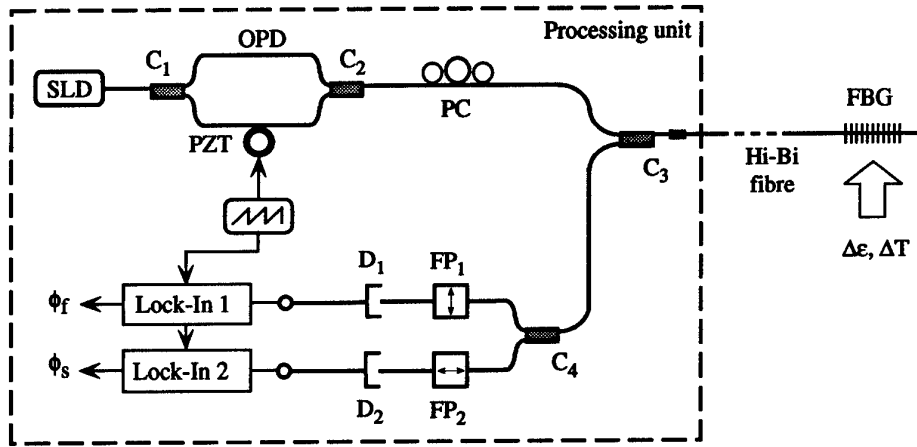 Processing unit
OPD
C1
C2
SLD
PZT
PC
C3
FBG
Hi-Bi
fibre
Δε, ΔT
D1
FP1
ϕf
Lock-In 1
C4
ϕs
Lock-In 2
D2
FP2